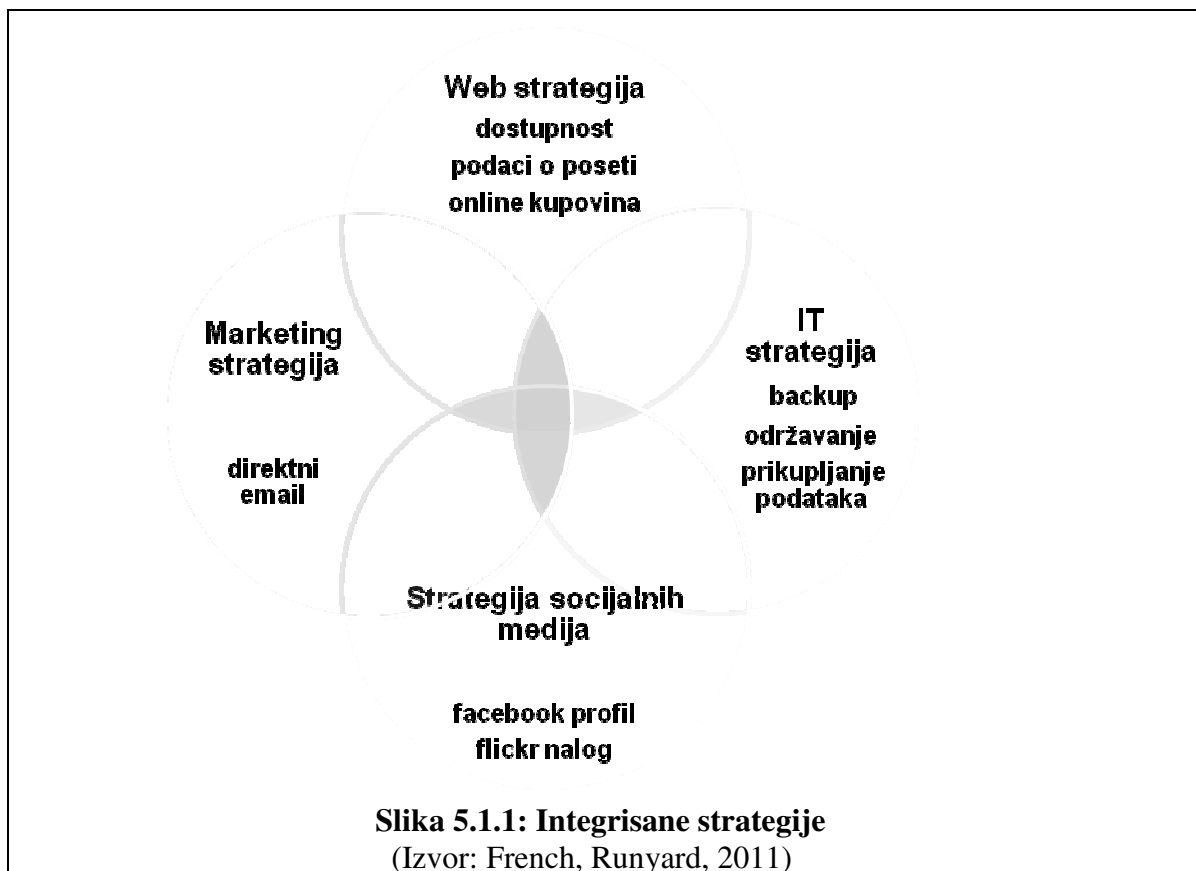 Web strategija
dostupnost
podaci o poseti
online kupovina
Marketing
strategija
direktni
email
IT
strategija
backup
održavanje
prikupljanje
podataka
Strategija socijalnih
medija
facebook profil
flickr nalog
Slika 5.1.1: Integrisane strategije
(Izvor: French, Runyard, 2011)